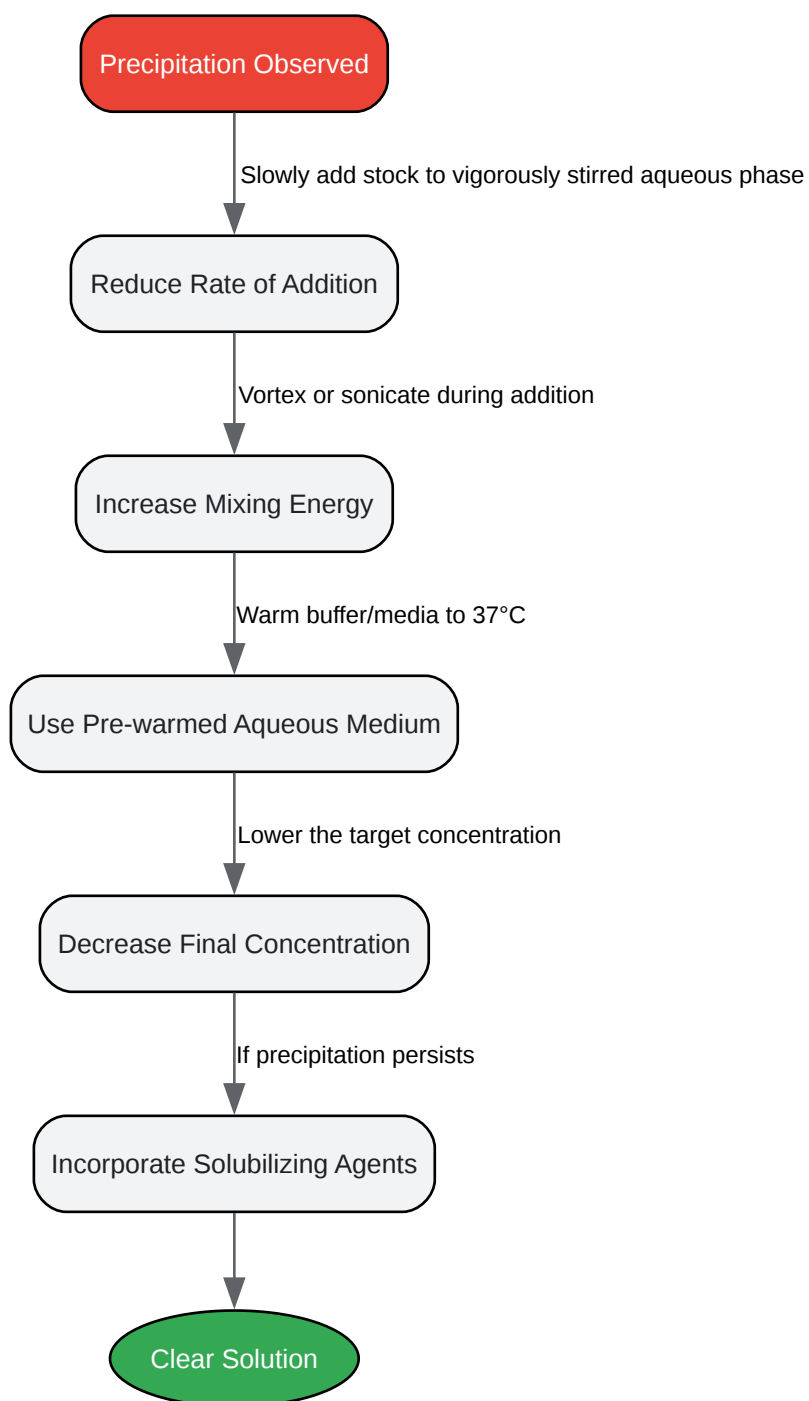 Precipitation Observed
Slowly add stock to vigorously stirred aqueous phase
Reduce Rate of Addition
Vortex or sonicate during addition
Increase Mixing Energy
Warm buffer/media to 37°C
Use Pre-warmed Aqueous Medium
Lower the target concentration
Decrease Final Concentration
If precipitation persists
Incorporate Solubilizing Agents
Clear Solution